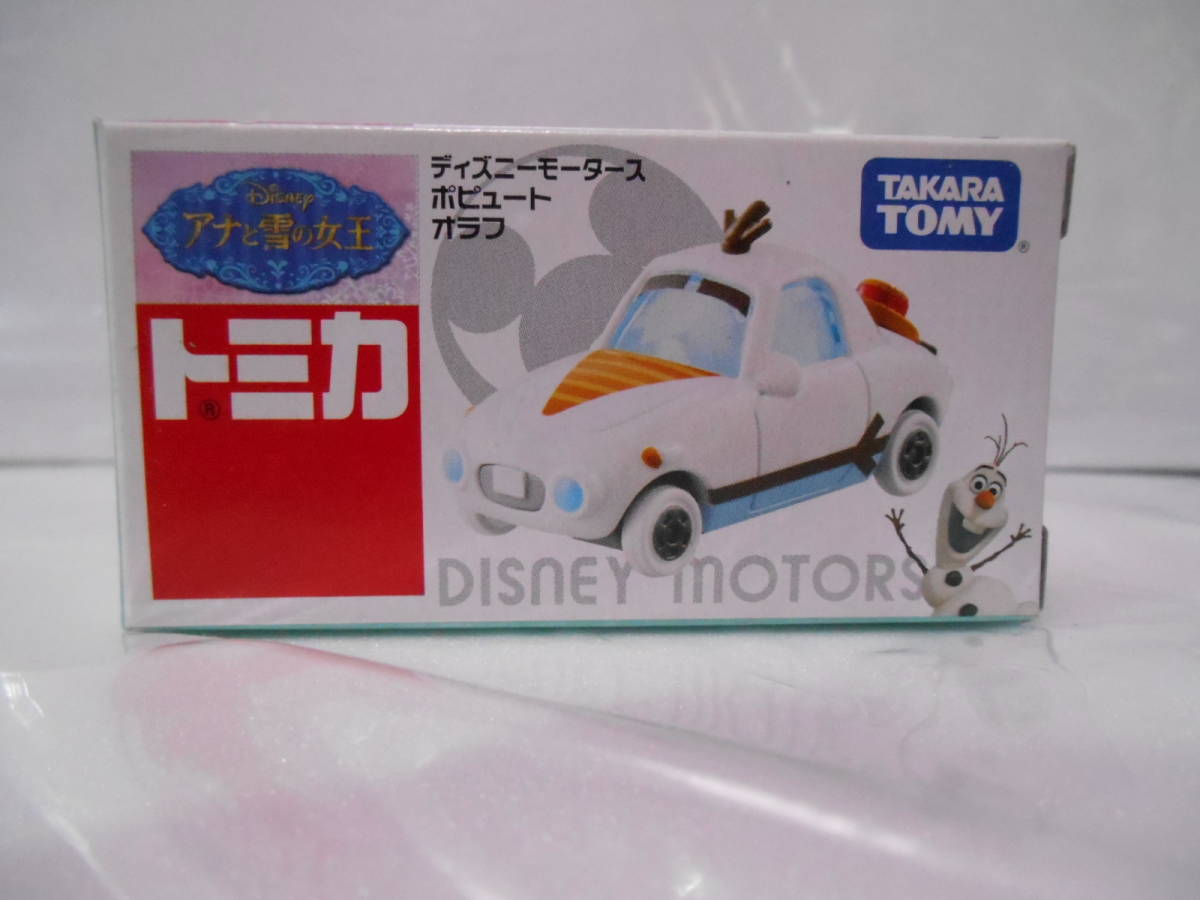 Disney
アナと雪の女王
トミカ
®
ディズニーモータース
ポピュート
オラフ
TAKARA
TOMY
®
DISNEY MOTORS